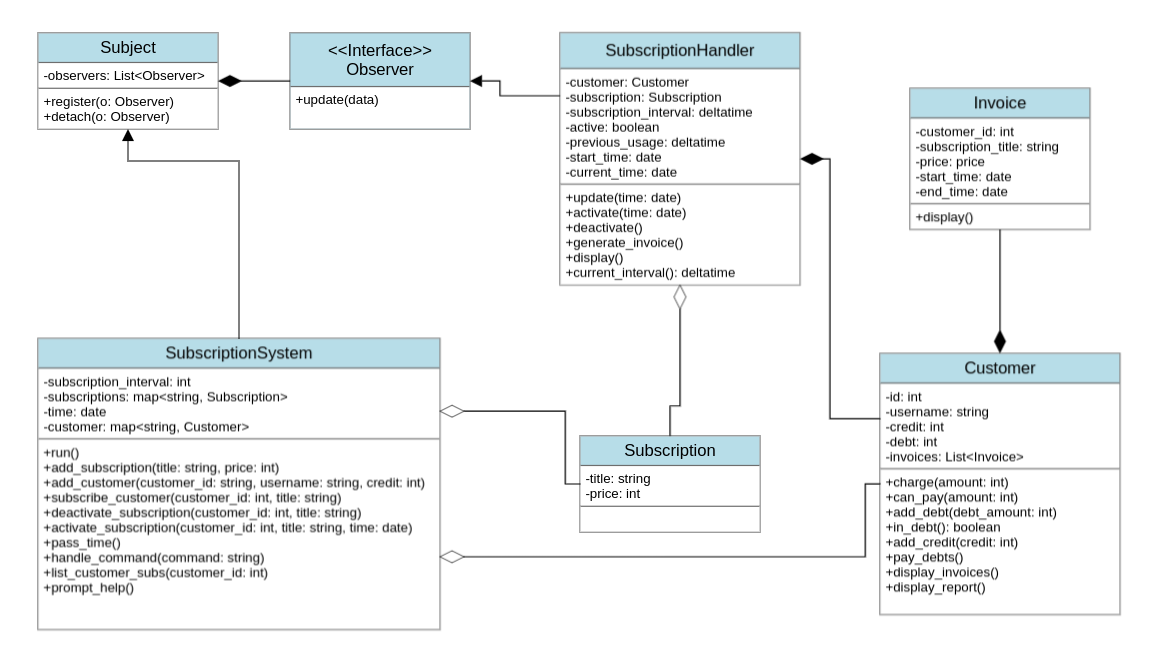 Subject
-observers: List<Observer>
+register(o: Observer)
+detach(o: Observer)
<<Interface>>
Observer
+update(data)
SubscriptionHandler
-customer: Customer
-subscription: Subscription
-subscription_interval: deltatime
-active: boolean
-previous_usage: deltatime
-start_time: date
-current_time: date
+update(time: date)
+activate(time: date)
+deactivate()
+generate_invoice()
+display()
+current_interval(): deltatime
Invoice
-customer_id: int
-subscription_title: string
-price: price
-start_time: date
-end_time: date
+display()
SubscriptionSystem
-subscription_interval: int
-subscriptions: map<string, Subscription>
-time: date
-customer: map<string, Customer>
+run()
+add_subscription(title: string, price: int)
+add_customer(customer_id: string, username: string, credit: int)
+subscribe_customer(customer_id: int, title: string)
+deactivate_subscription(customer_id: int, title: string)
+activate_subscription(customer_id: int, title: string, time: date)
+pass_time()
+handle_command(command: string)
+list_customer_subs(customer_id: int)
+prompt_help()
Subscription
-title: string
-price: int
Customer
-id: int
-username: string
-credit: int
-debt: int
-invoices: List<Invoice>
+charge(amount: int)
+can_pay(amount: int)
+add_debt(debt_amount: int)
+in_debt(): boolean
+add_credit(credit: int)
+pay_debts()
+display_invoices()
+display_report()